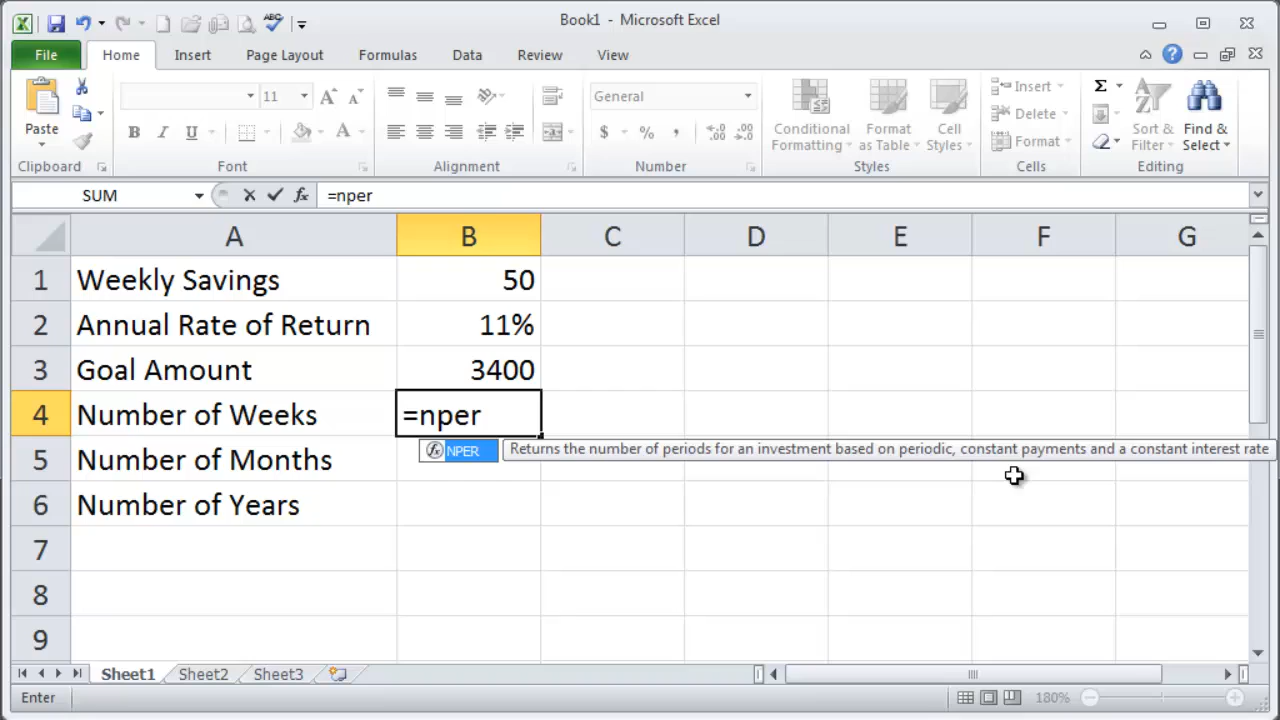 Book1 - Microsoft Excel
File Home Insert Page Layout Formulas Data Review View
Paste
11
General
Conditional Formatting
Format as Table
Cell Styles
Insert
Delete
Format
Sort & Filter
Find & Select
Clipboard Font Alignment Number Styles Cells Editing
SUM fx =nper
A B C D E F G
1 Weekly Savings 50
2 Annual Rate of Return 11%
3 Goal Amount 3400
4 Number of Weeks =nper
NPER Returns the number of periods for an investment based on periodic, constant payments and a constant interest rate
5 Number of Months
6 Number of Years
7
8
9
Sheet1 Sheet2 Sheet3
Enter 180%